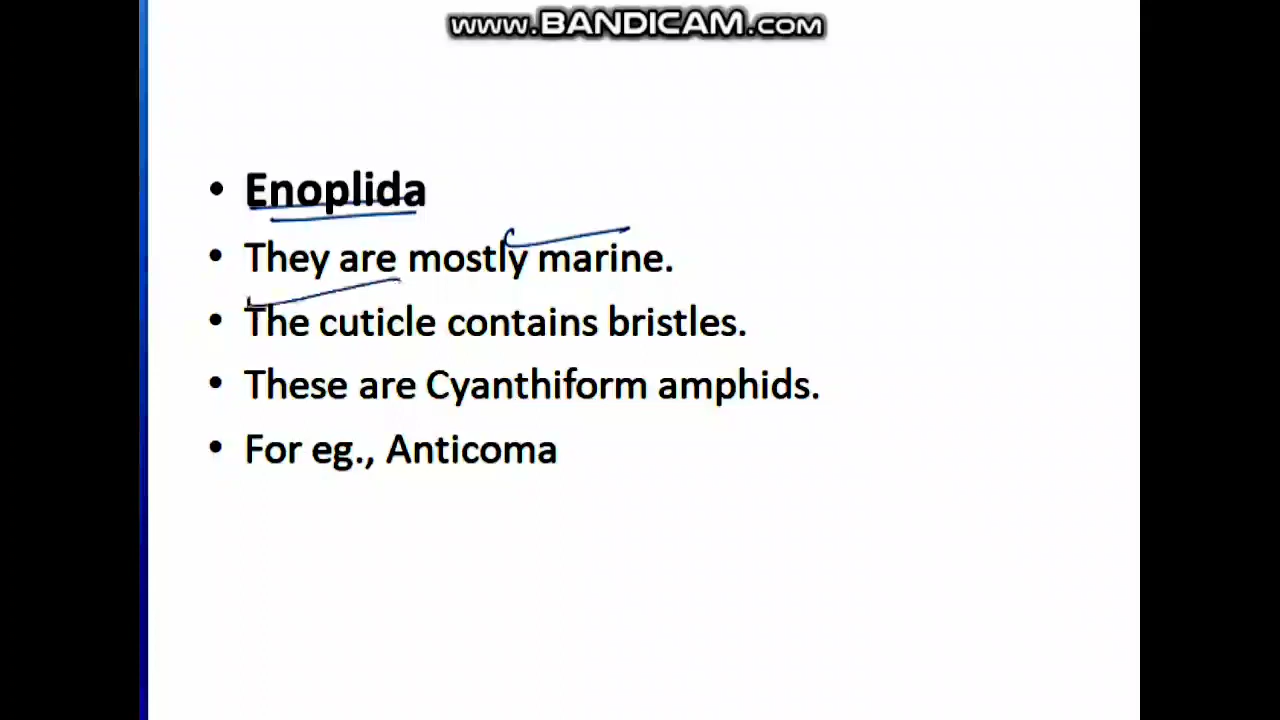 www.BANDICAM.com
• Enoplida
• They are mostly marine.
• The cuticle contains bristles.
• These are Cyanthiform amphids.
• For eg., Anticoma